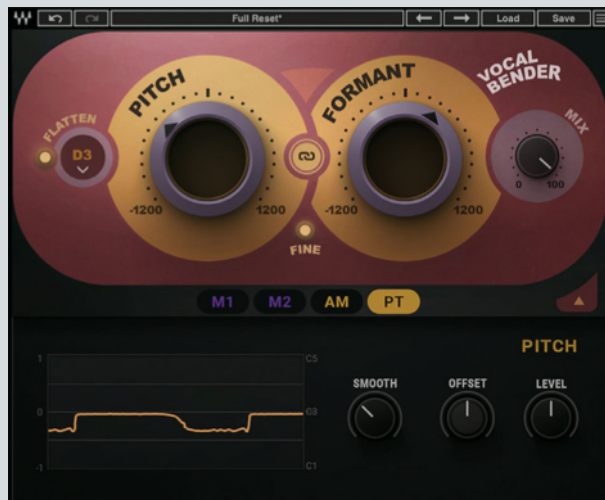 Full Reset*
Load
Save
PITCH
FORMANT
VOCAL
BENDER
MIX
FLATTEN
D3
-1200
1200
-1200
1200
0
100
FINE
M1
M2
AM
PT
PITCH
1
0
-1
C5
C3
C1
SMOOTH
OFFSET
LEVEL